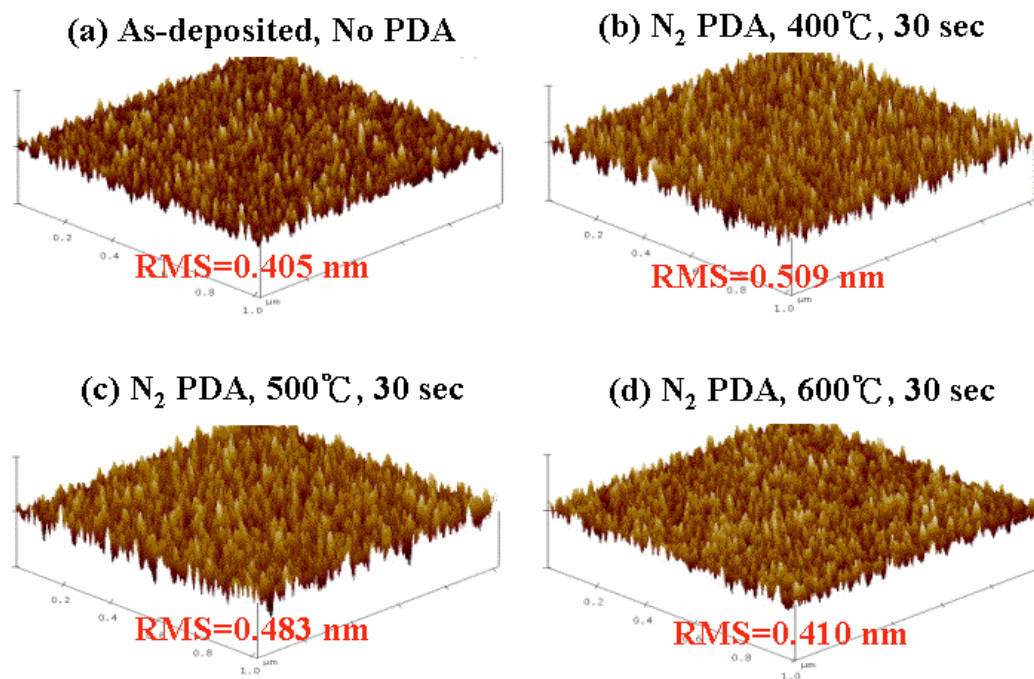 (a) As-deposited, No PDA
(b) N₂ PDA, 400℃, 30 sec
0.2
0.4
0.8
1.0
μm
RMS=0.405 nm
0.2
0.4
0.8
1.0
μm
RMS=0.509 nm
(c) N₂ PDA, 500℃, 30 sec
(d) N₂ PDA, 600℃, 30 sec
0.2
0.4
0.8
1.0
μm
RMS=0.483 nm
0.2
0.4
0.8
1.0
μm
RMS=0.410 nm